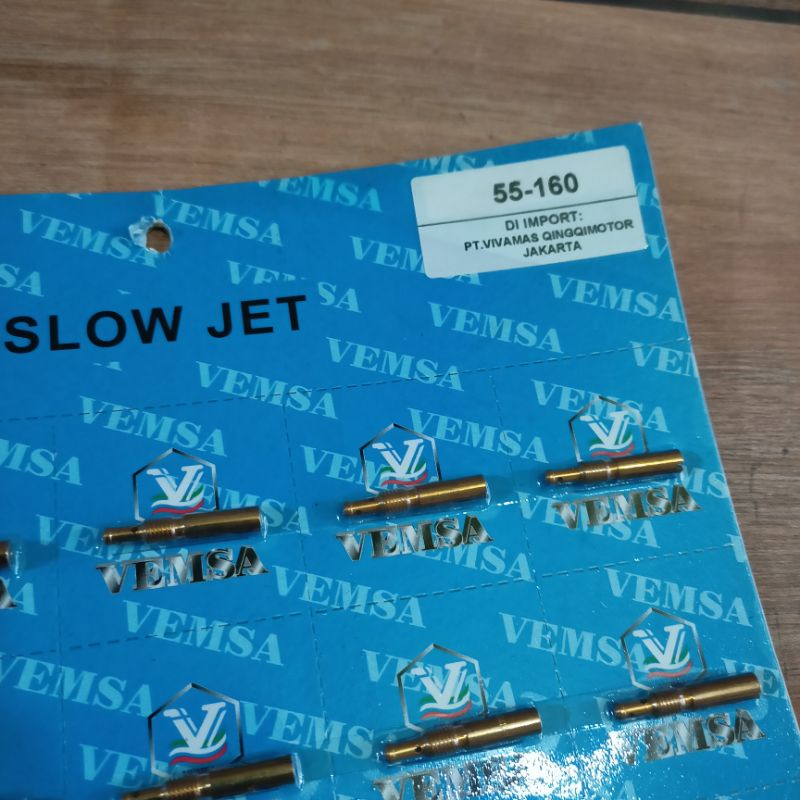 55-160
DI IMPORT:
PT.VIVAMAS QINGQIMOTOR
JAKARTA
SLOW JET
VEMSA
VEMSA
VEMSA
VEMSA
VEMSA